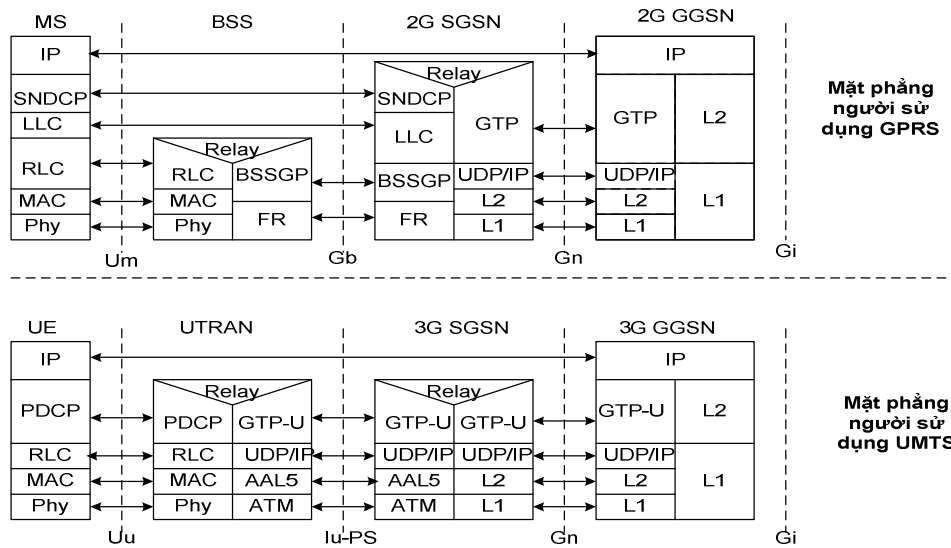 MS BSS 2G SGSN 2G GGSN
IP IP
Relay
SNDCP SNDCP
LLC LLC GTP GTP L2
Mặt phẳng
người sử
dụng GPRS
Relay
RLC RLC BSSGP BSSGP UDP/IP UDP/IP L1
MAC MAC FR FR L2 L2
Phy Phy L1 L1
Um Gb Gn Gi
UE UTRAN 3G SGSN 3G GGSN
IP IP
Relay Relay
PDCP PDCP GTP-U GTP-U GTP-U GTP-U L2
Mặt phẳng
người sử
dụng UMTS
RLC RLC UDP/IP UDP/IP UDP/IP UDP/IP
MAC MAC AAL5 AAL5 L2 L2 L1
Phy Phy ATM ATM L1 L1
Uu Iu-PS Gn Gi